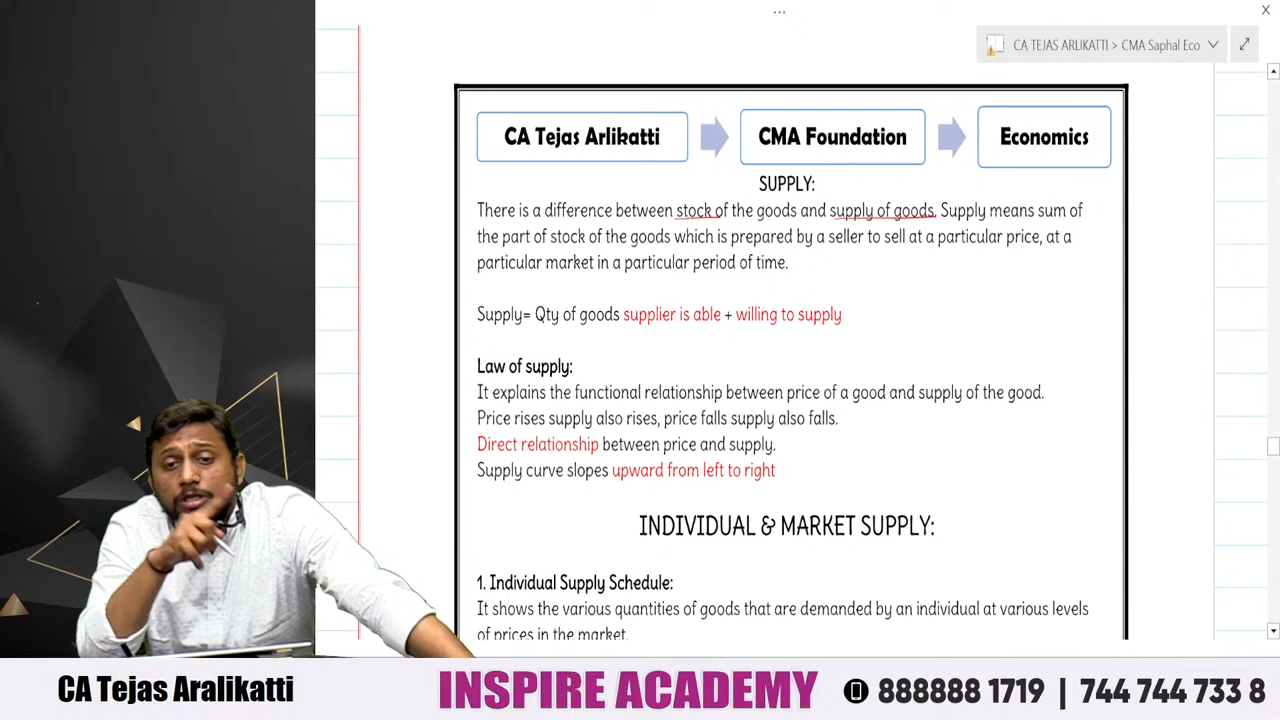 ...
X
CA TEJAS ARLIKATTI > CMA Saphal Eco
CA Tejas Arlikatti
CMA Foundation
Economics
SUPPLY:
There is a difference between stock of the goods and supply of goods. Supply means sum of
the part of stock of the goods which is prepared by a seller to sell at a particular price, at a
particular market in a particular period of time.
Supply= Qty of goods supplier is able + willing to supply
Law of supply:
It explains the functional relationship between price of a good and supply of the good.
Price rises supply also rises, price falls supply also falls.
Direct relationship between price and supply.
Supply curve slopes upward from left to right
INDIVIDUAL & MARKET SUPPLY:
1. Individual Supply Schedule:
It shows the various quantities of goods that are demanded by an individual at various levels
of prices in the market.
CA Tejas Aralikatti
INSPIRE ACADEMY
888888 1719 | 744 744 733 8